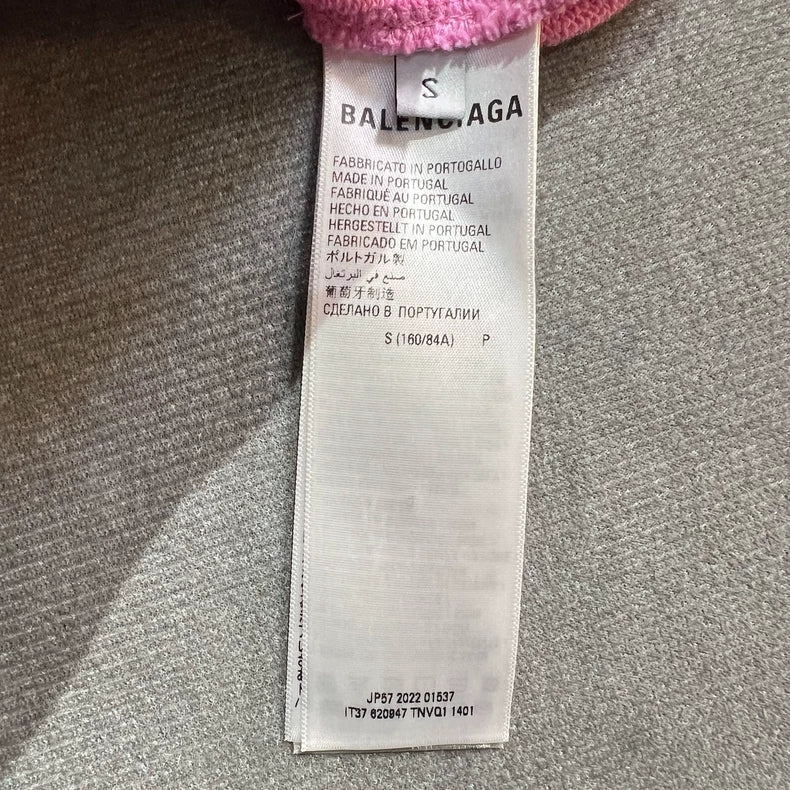 S
BALENCIAGA
FABBRICATO IN PORTOGALLO
MADE IN PORTUGAL
FABRIQUÉ AU PORTUGAL
HECHO EN PORTUGAL
HERGESTELLT IN PORTUGAL
FABRICADO EM PORTUGAL
ポルトガル製
صنع في البرتغال
葡萄牙制造
СДЕЛАНО В ПОРТУГАЛИИ
S (160/84A) P
JP57 2022 01537
IT37 620947 TNVQ1 1401